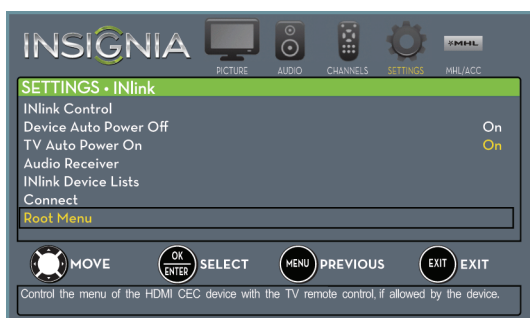 INSIGNIA
PICTURE AUDIO CHANNELS SETTINGS MHL/ACC
MHL
SETTINGS • INlink
INlink Control
Device Auto Power Off On
TV Auto Power On On
Audio Receiver
INlink Device Lists
Connect
Root Menu
MOVE OK ENTER SELECT MENU PREVIOUS EXIT EXIT
Control the menu of the HDMI CEC device with the TV remote control, if allowed by the device.